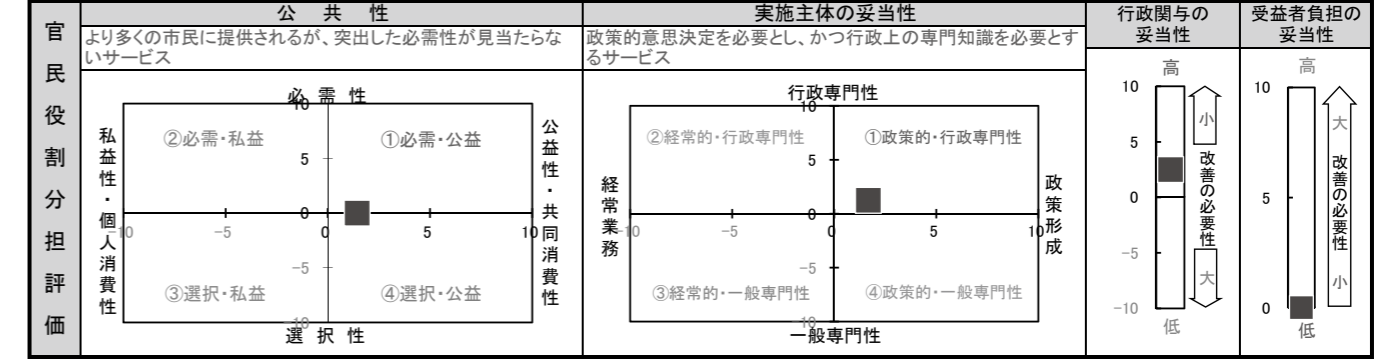 官民役割分担評価
公共性
より多くの市民に提供されるが、突出した必需性が見当たらな
いサービス
必需性
10
私益性・個人消費性
公益性・共同消費性
②必需・私益
①必需・公益
5
0
-10
-5
0
5
10
-5
③選択・私益
④選択・公益
-10
選択性
実施主体の妥当性
政策的意思決定を必要とし、かつ行政上の専門知識を必要とす
るサービス
行政専門性
10
経常業務
政策形成
②経常的・行政専門性
①政策的・行政専門性
5
0
-10
-5
0
5
10
-5
③経常的・一般専門性
④政策的・一般専門性
-10
一般専門性
行政関与の
妥当性
高
10
5
0
-5
-10
低
小
改善の必要性
大
受益者負担の
妥当性
高
10
5
0
低
大
改善の必要性
小